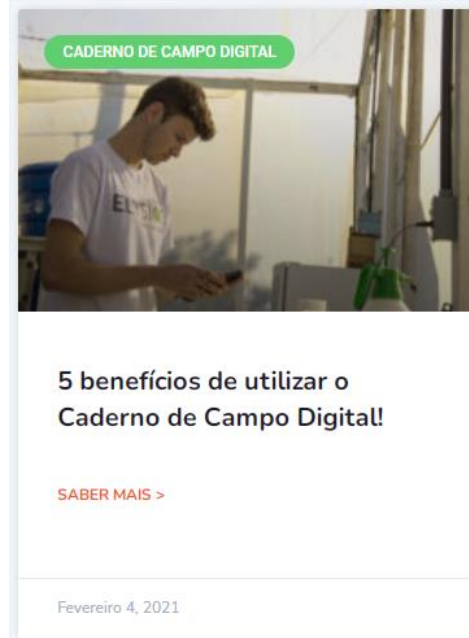 CADERNO DE CAMPO DIGITAL
5 benefícios de utilizar o
Caderno de Campo Digital!
SABER MAIS >
Fevereiro 4, 2021